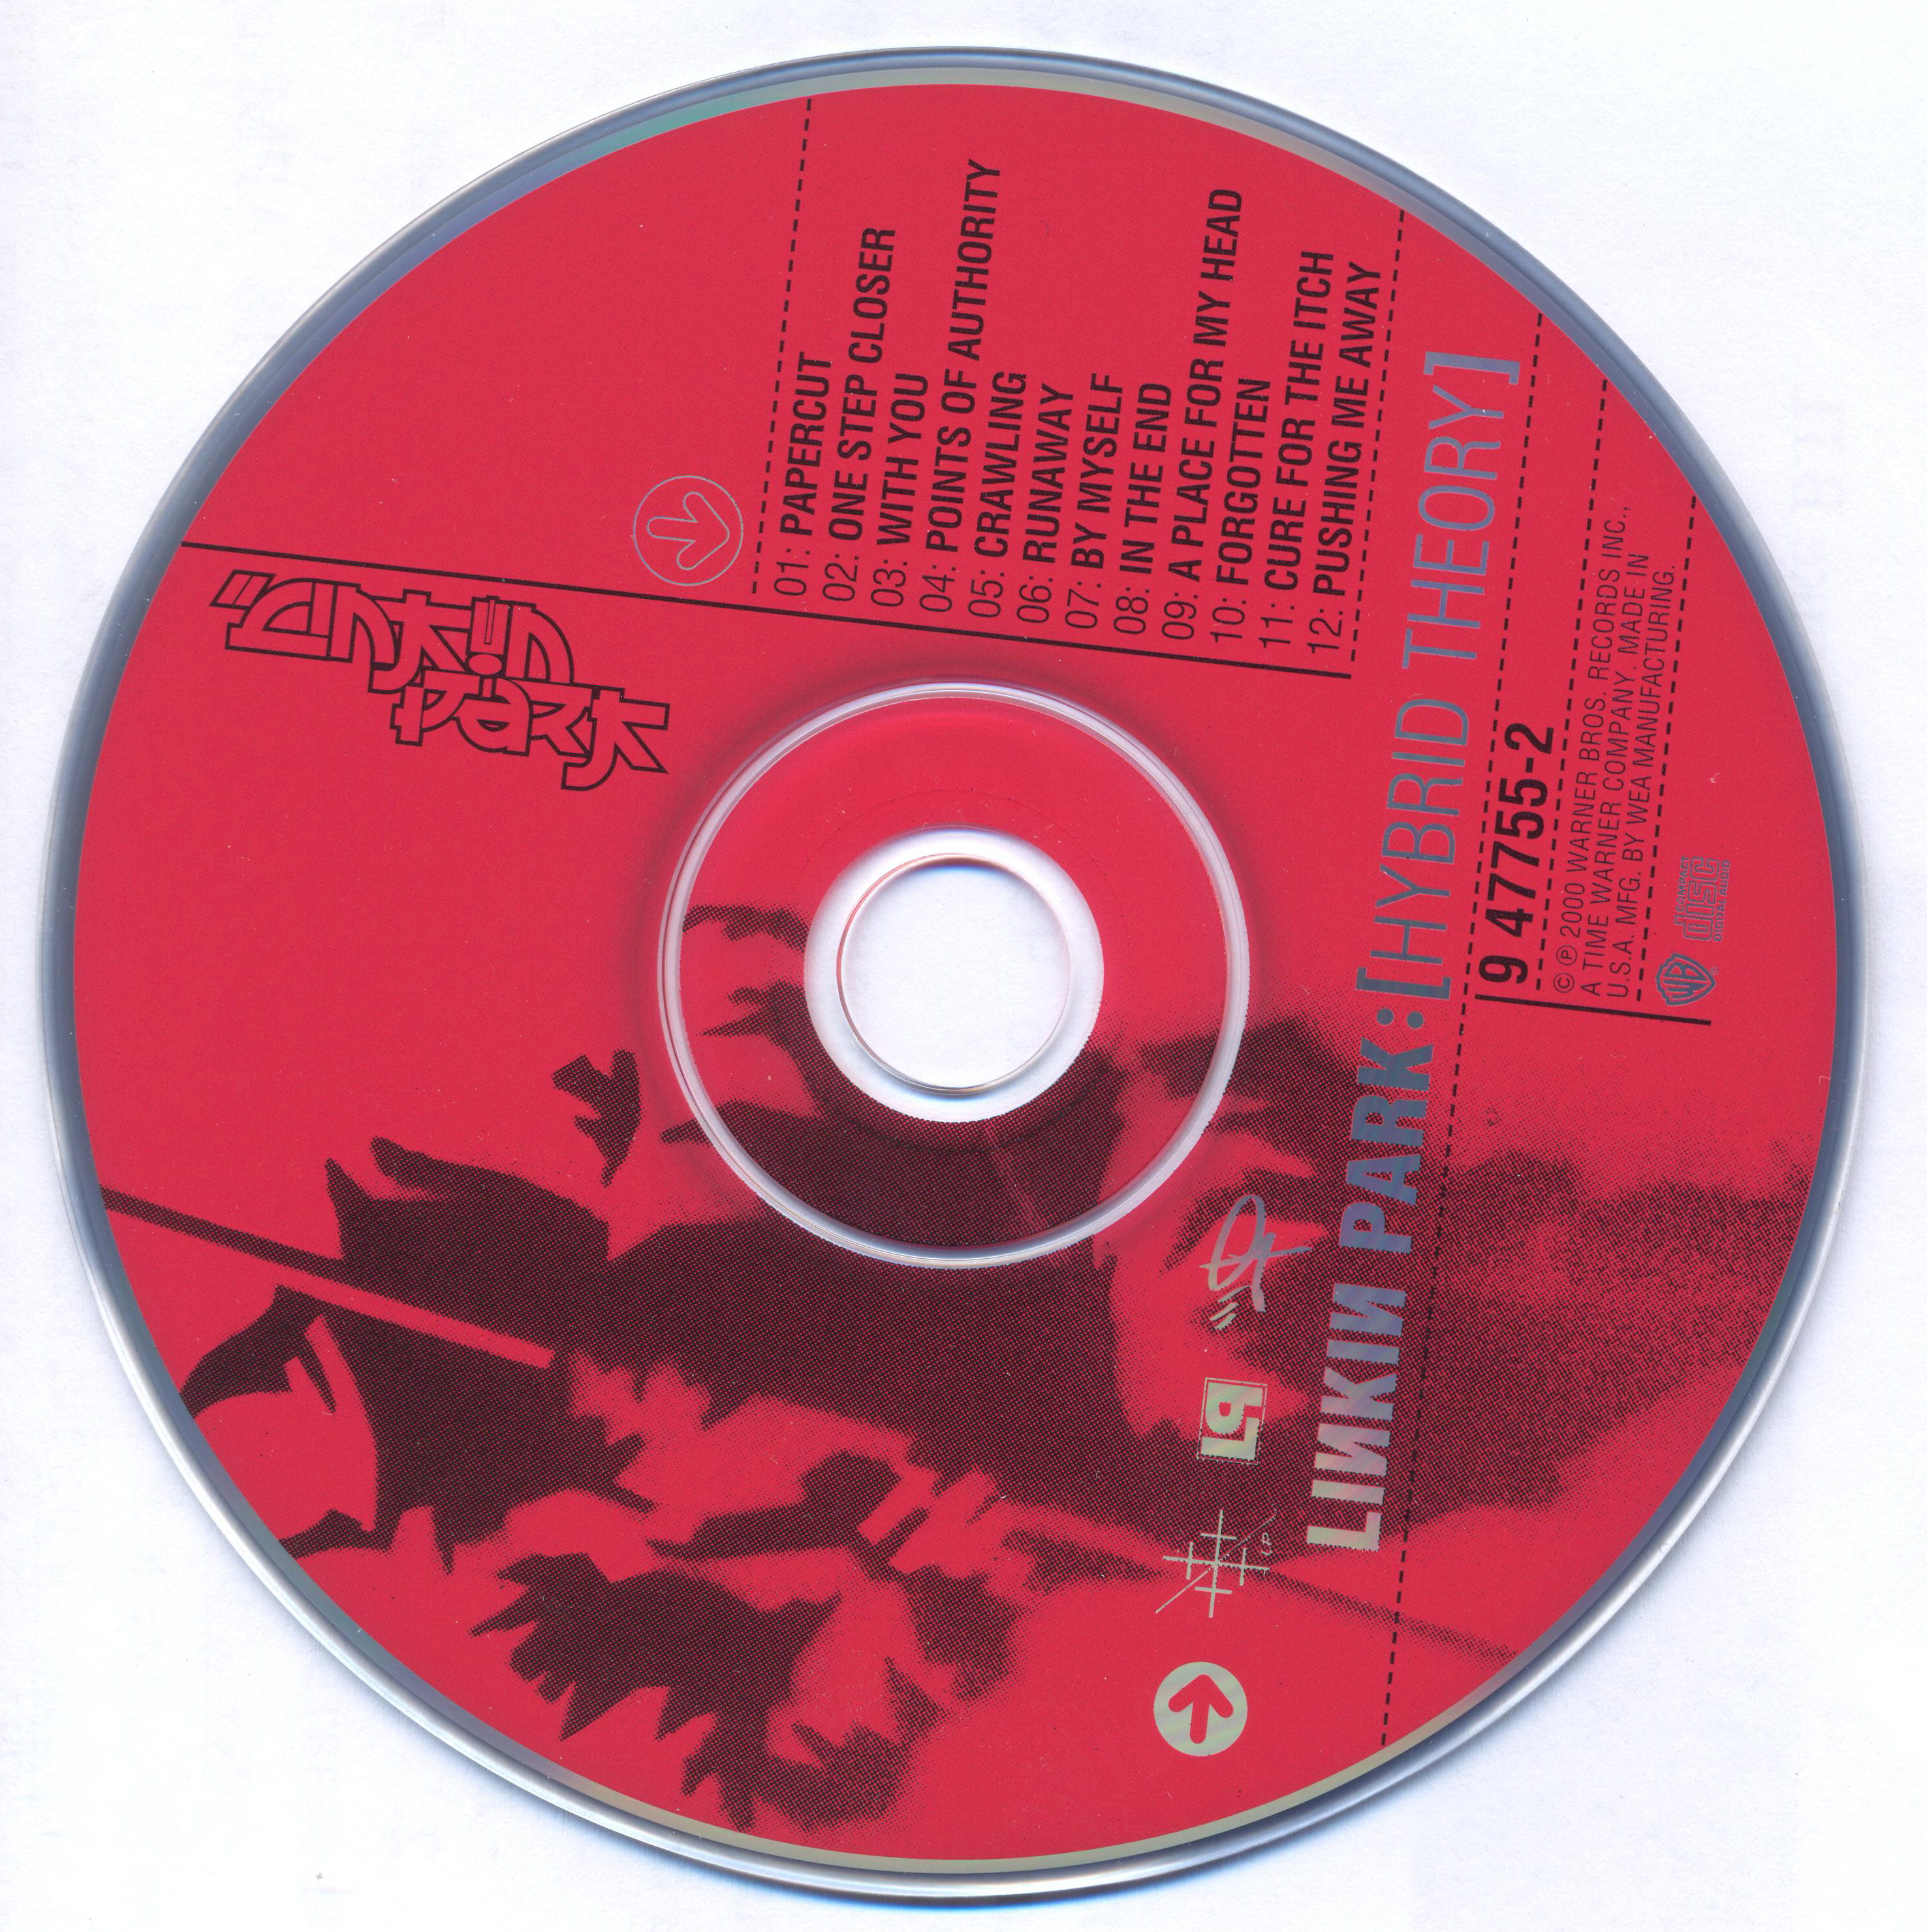 01: PAPERCUT
02: ONE STEP CLOSER
03: WITH YOU
04: POINTS OF AUTHORITY
05: CRAWLING
06: RUNAWAY
07: BY MYSELF
08: IN THE END
09: A PLACE FOR MY HEAD
10: FORGOTTEN
11: CURE FOR THE ITCH
12: PUSHING ME AWAY
LP
LIИKIИ PARK:[HYBRID THEORY]
9 47755-2
©℗ 2000 WARNER BROS. RECORDS INC.,
A TIME WARNER COMPANY. MADE IN
U.S.A. MFG. BY WEA MANUFACTURING.
WB
COMPACT
disc
DIGITAL AUDIO